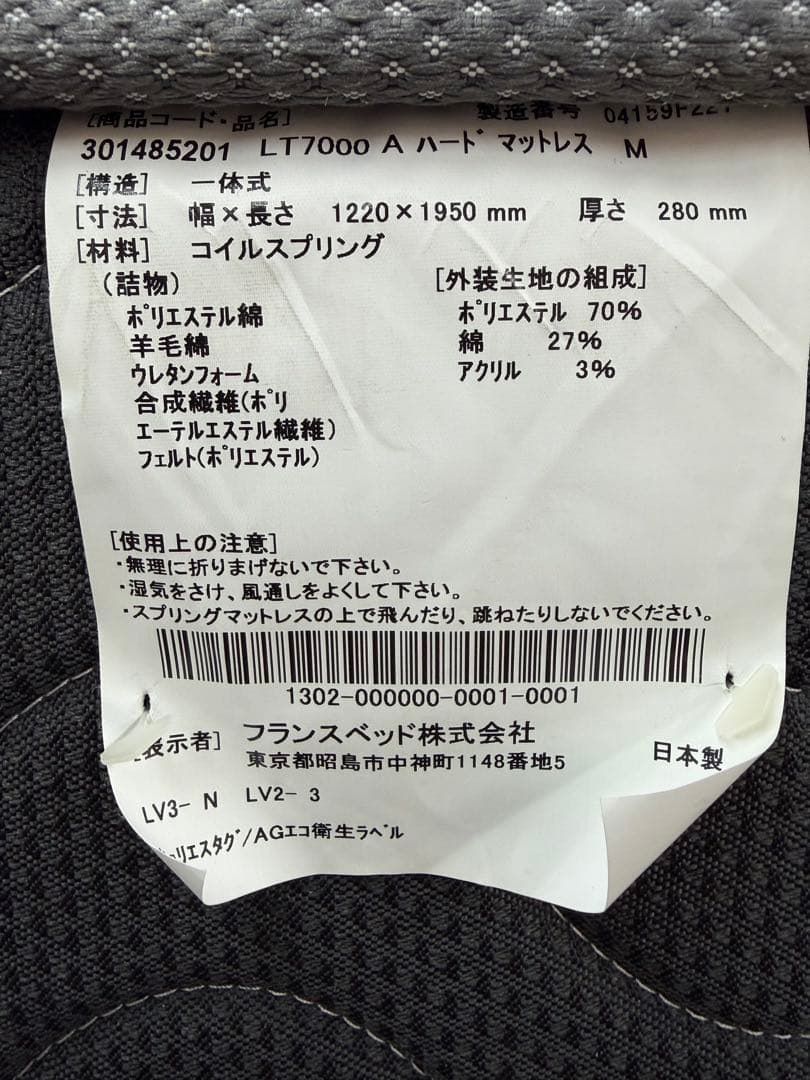 [商品コード・品名] 製造番号 04159F221
301485201 LT7000 A ハード マットレス M
[構造] 一体式
[寸法] 幅×長さ 1220×1950 mm 厚さ 280 mm
[材料] コイルスプリング
(詰物) [外装生地の組成]
ポリエステル綿 ポリエステル 70%
羊毛綿 綿 27%
ウレタンフォーム アクリル 3%
合成繊維(ポリ
エーテルエステル繊維)
フェルト(ポリエステル)
[使用上の注意]
・無理に折りまげないで下さい。
・湿気をさけ、風通しをよくして下さい。
・スプリングマットレスの上で飛んだり、跳ねたりしないでください。
1302-000000-0001-0001
[表示者] フランスベッド株式会社
東京都昭島市中神町1148番地5 日本製
LV3- N LV2- 3
リエスタグ/AGエコ衛生ラベル